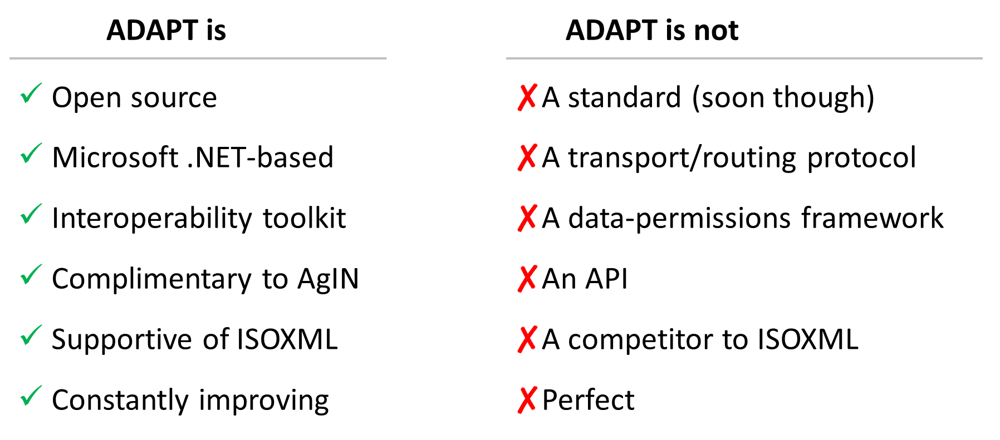 ADAPT is
Open source
Microsoft .NET-based
Interoperability toolkit
Complimentary to AgIN
Supportive of ISOXML
Constantly improving
ADAPT is not
A standard (soon though)
A transport/routing protocol
A data-permissions framework
An API
A competitor to ISOXML
Perfect